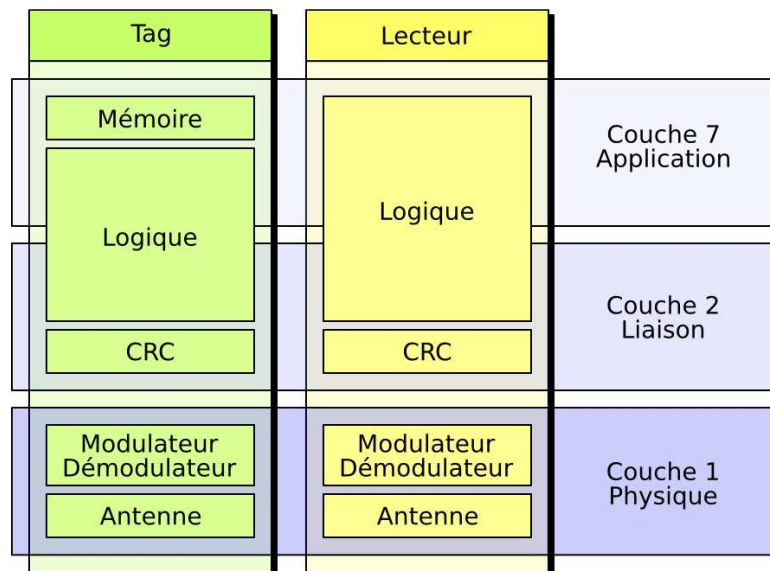 Tag
Lecteur
Mémoire
Logique
CRC
Modulateur
Démodulateur
Antenne
Logique
CRC
Modulateur
Démodulateur
Antenne
Couche 7
Application
Couche 2
Liaison
Couche 1
Physique